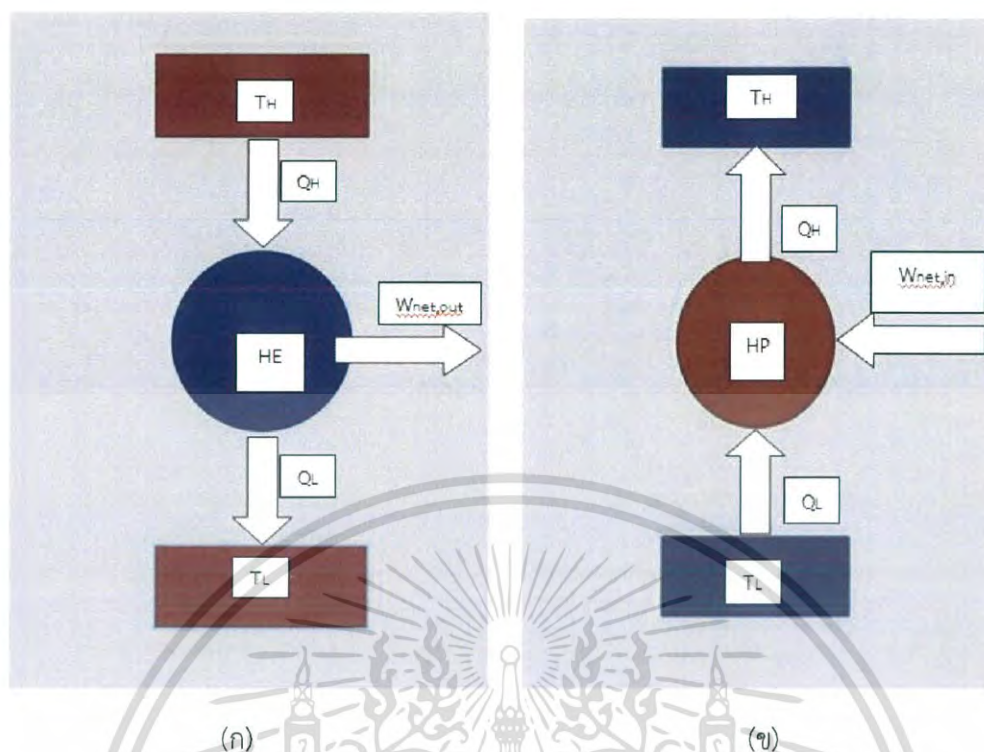 TH
QH
Wnet,out
HE
QL
TL
(ก)
TH
QH
Wnet,in
HP
QL
TL
(ข)